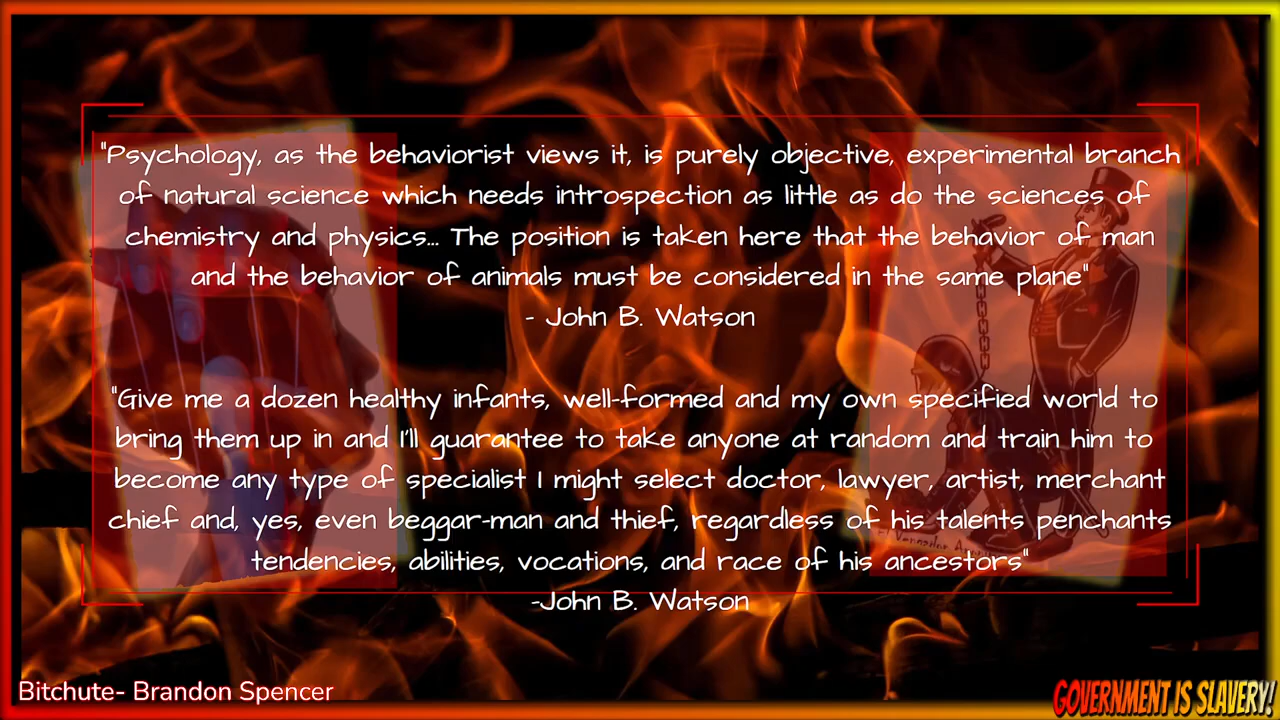 "Psychology, as the behaviorist views it, is purely objective, experimental branch
of natural science which needs introspection as little as do the sciences of
chemistry and physics... The position is taken here that the behavior of man
and the behavior of animals must be considered in the same plane"
- John B. Watson
"Give me a dozen healthy infants, well-formed and my own specified world to
bring them up in and I'll guarantee to take anyone at random and train him to
become any type of specialist I might select doctor, lawyer, artist, merchant
chief and, yes, even beggar-man and thief, regardless of his talents penchants
tendencies, abilities, vocations, and race of his ancestors"
-John B. Watson
Bitchute- Brandon Spencer
GOVERNMENT IS SLAVERY!